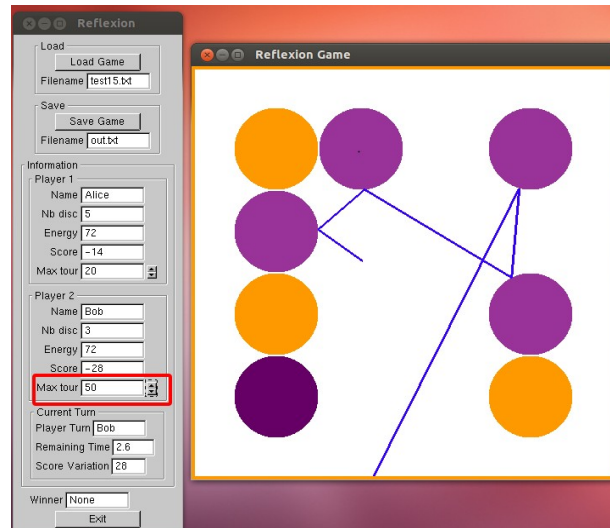 Reflexion
Load
Load Game
Filename test15.txt
Save
Save Game
Filename out.txt
Information
Player 1
Name Alice
Nb disc 5
Energy 72
Score -14
Max tour 20
Player 2
Name Bob
Nb disc 3
Energy 72
Score -28
Max tour 50
Current Turn
Player Turn Bob
Remaining Time 2.6
Score Variation 28
Winner None
Exit
Reflexion Game